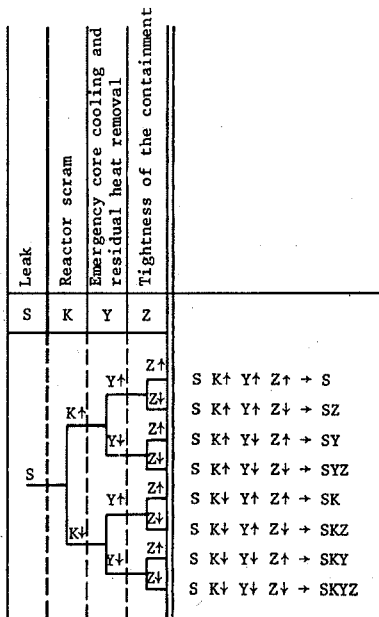 Leak
Reactor scram
Emergency core cooling and
residual heat removal
Tightness of the containment
S K Y Z
Z↑
Y↑
S K↑ Y↑ Z↑ → S
Z↓
K↑
S K↑ Y↑ Z↓ → SZ
Z↑
Y↓
S K↑ Y↓ Z↑ → SY
Z↓
S K↑ Y↓ Z↓ → SYZ
S
Z↑
Y↑
S K↓ Y↑ Z↑ → SK
Z↓
K↓
S K↓ Y↑ Z↓ → SKZ
Z↑
Y↓
S K↓ Y↓ Z↑ → SKY
Z↓
S K↓ Y↓ Z↓ → SKYZ